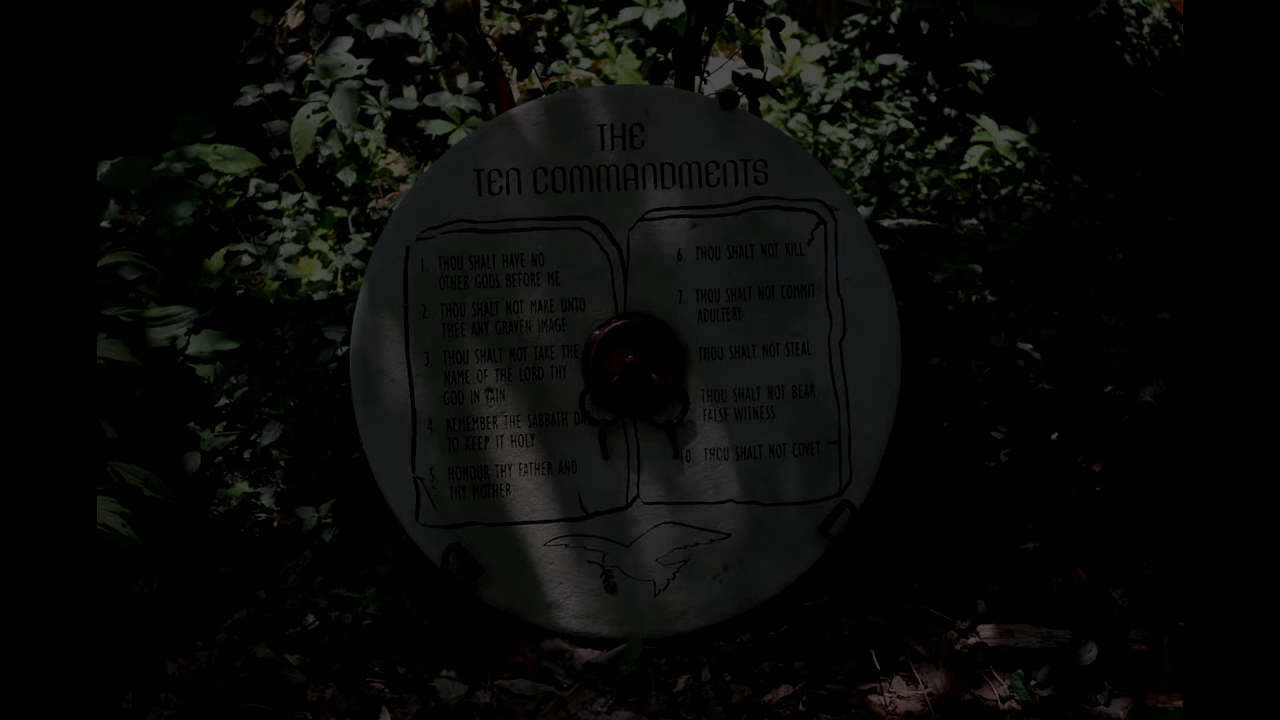 THE
TEN COMMANDMENTS
1. THOU SHALT HAVE NO
OTHER GODS BEFORE ME
2. THOU SHALT NOT MAKE UNTO
THEE ANY GRAVEN IMAGE
3. THOU SHALT NOT TAKE THE
NAME OF THE LORD THY
GOD IN VAIN
4. REMEMBER THE SABBATH DA
TO KEEP IT HOLY
5. HONOUR THY FATHER AND
THY MOTHER
6. THOU SHALT NOT KILL
7. THOU SHALT NOT COMMIT
ADULTERY
THOU SHALT NOT STEAL
THOU SHALT NOT BEAR
FALSE WITNESS
10. THOU SHALT NOT COVET